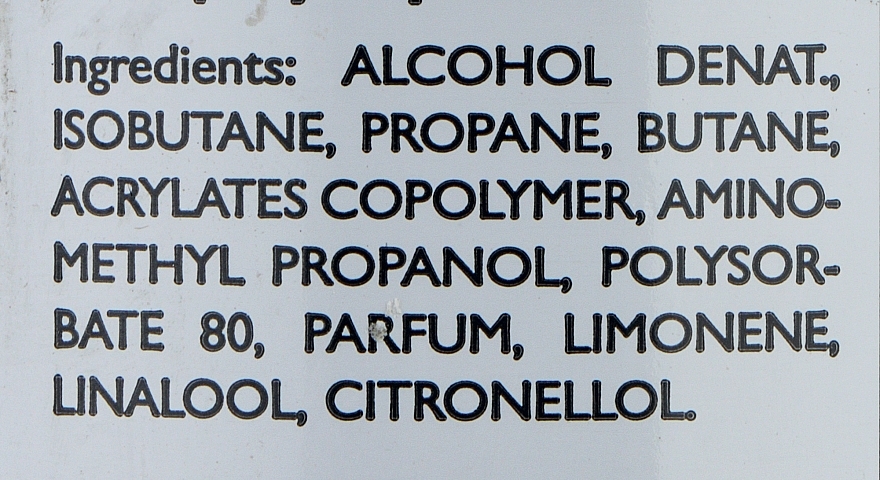 Ingredients: ALCOHOL DENAT.,
ISOBUTANE, PROPANE, BUTANE,
ACRYLATES COPOLYMER, AMINO-
METHYL PROPANOL, POLYSOR-
BATE 80, PARFUM, LIMONENE,
LINALOOL, CITRONELLOL.